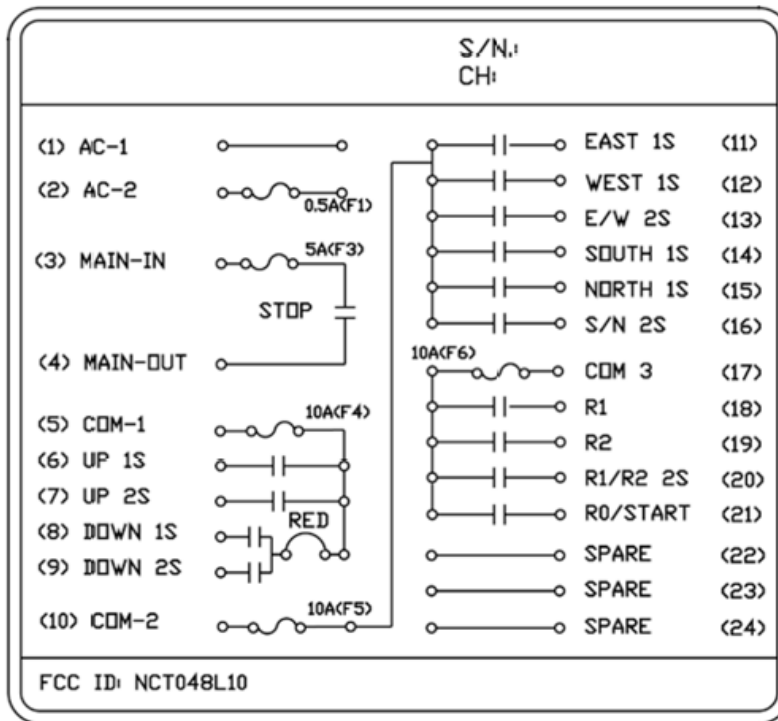 S/N.:
CH:
(1) AC-1
(2) AC-2
0.5A(F1)
(3) MAIN-IN
5A(F3)
STOP
(4) MAIN-OUT
(5) COM-1
10A(F4)
(6) UP 1S
(7) UP 2S
(8) DOWN 1S
RED
(9) DOWN 2S
(10) COM-2
10A(F5)
EAST 1S (11)
WEST 1S (12)
E/W 2S (13)
SOUTH 1S (14)
NORTH 1S (15)
S/N 2S (16)
10A(F6)
COM 3 (17)
R1 (18)
R2 (19)
R1/R2 2S (20)
R0/START (21)
SPARE (22)
SPARE (23)
SPARE (24)
FCC ID: NCT048L10